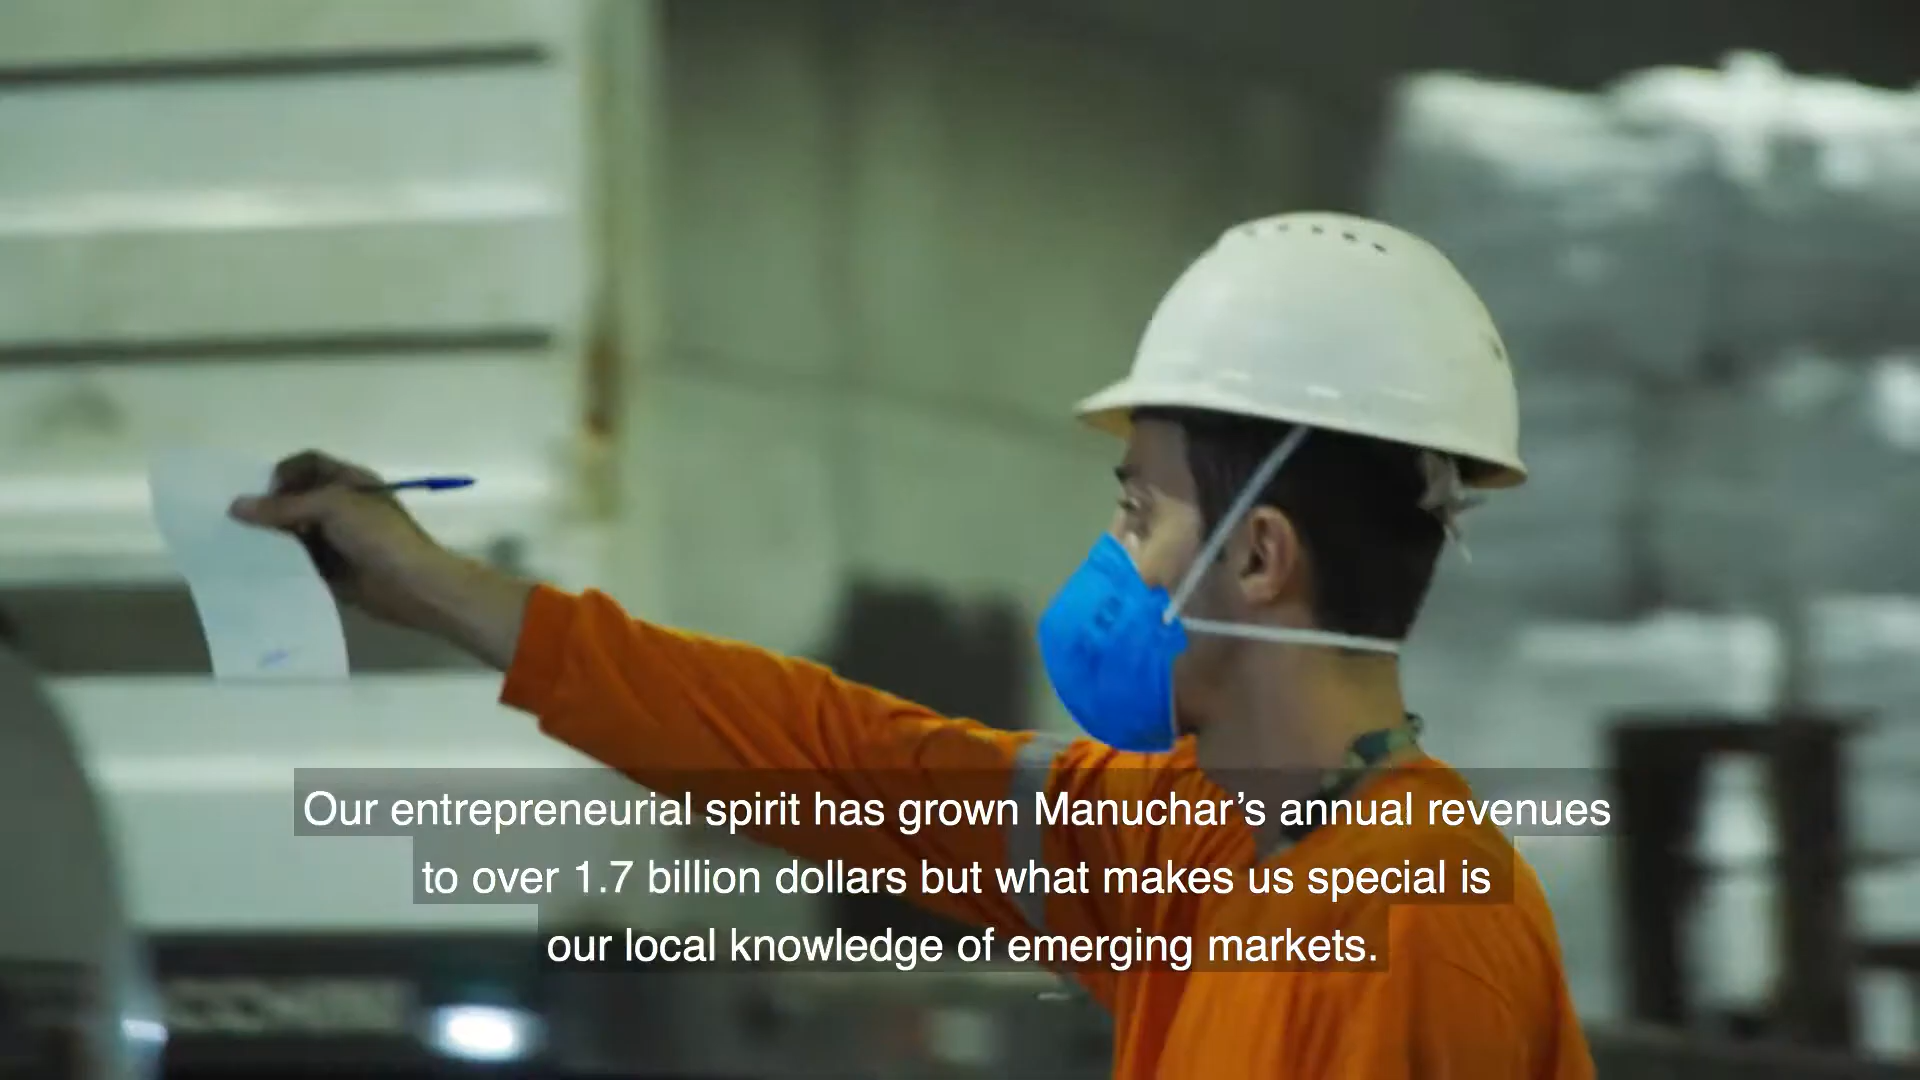 Our entrepreneurial spirit has grown Manuchar’s annual revenues
to over 1.7 billion dollars but what makes us special is
our local knowledge of emerging markets.